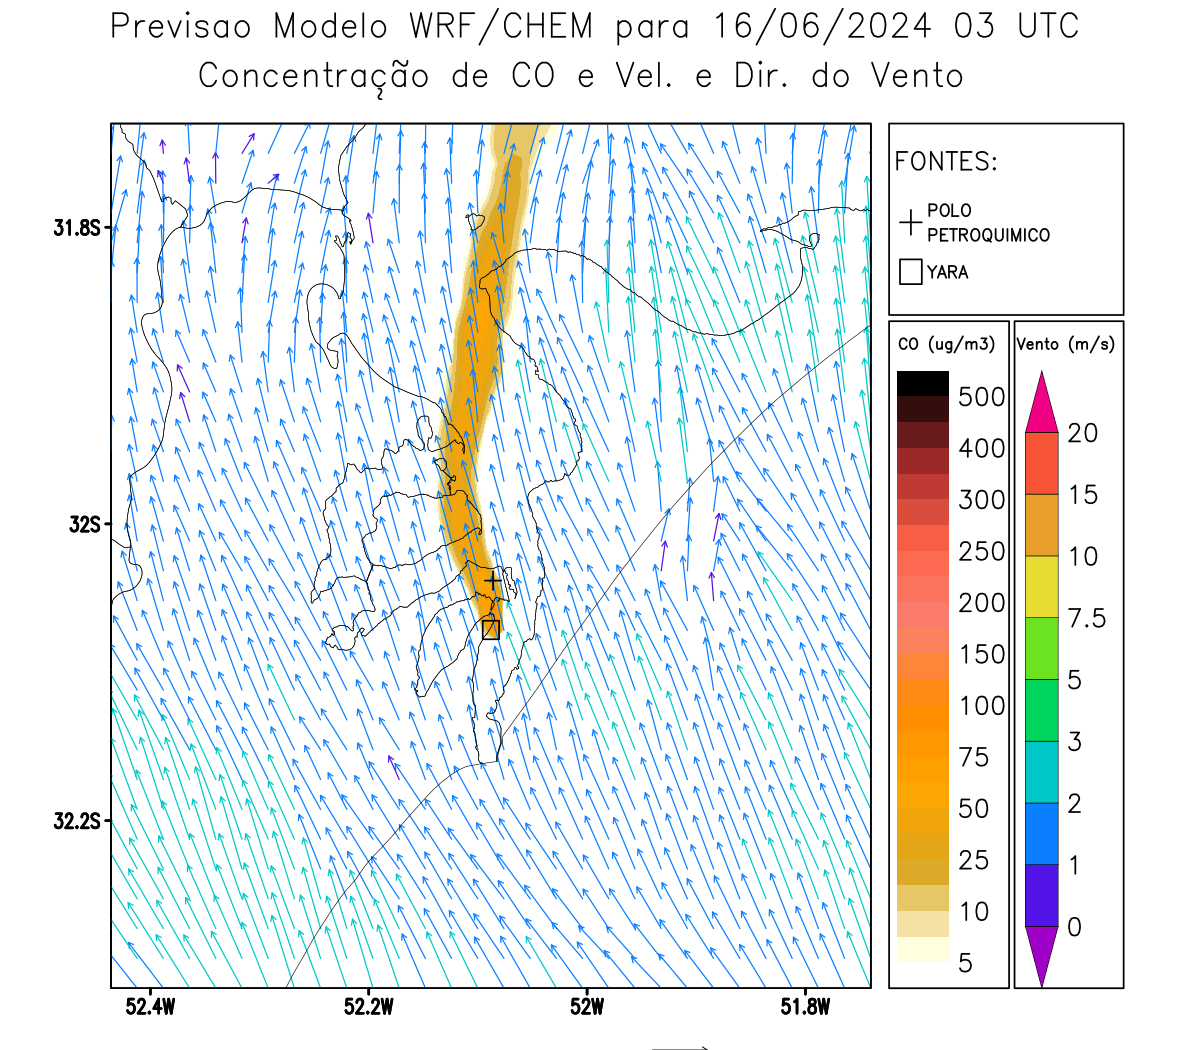 Previsao Modelo WRF/CHEM para 16/06/2024 03 UTC
Concentração de CO e Vel. e Dir. do Vento
FONTES:
POLO
PETROQUIMICO
YARA
CO (ug/m3)
500
400
300
250
200
150
100
75
50
25
10
5
Vento (m/s)
20
15
10
7.5
5
3
2
1
0
31.8S
32S
32.2S
52.4W
52.2W
52W
51.8W